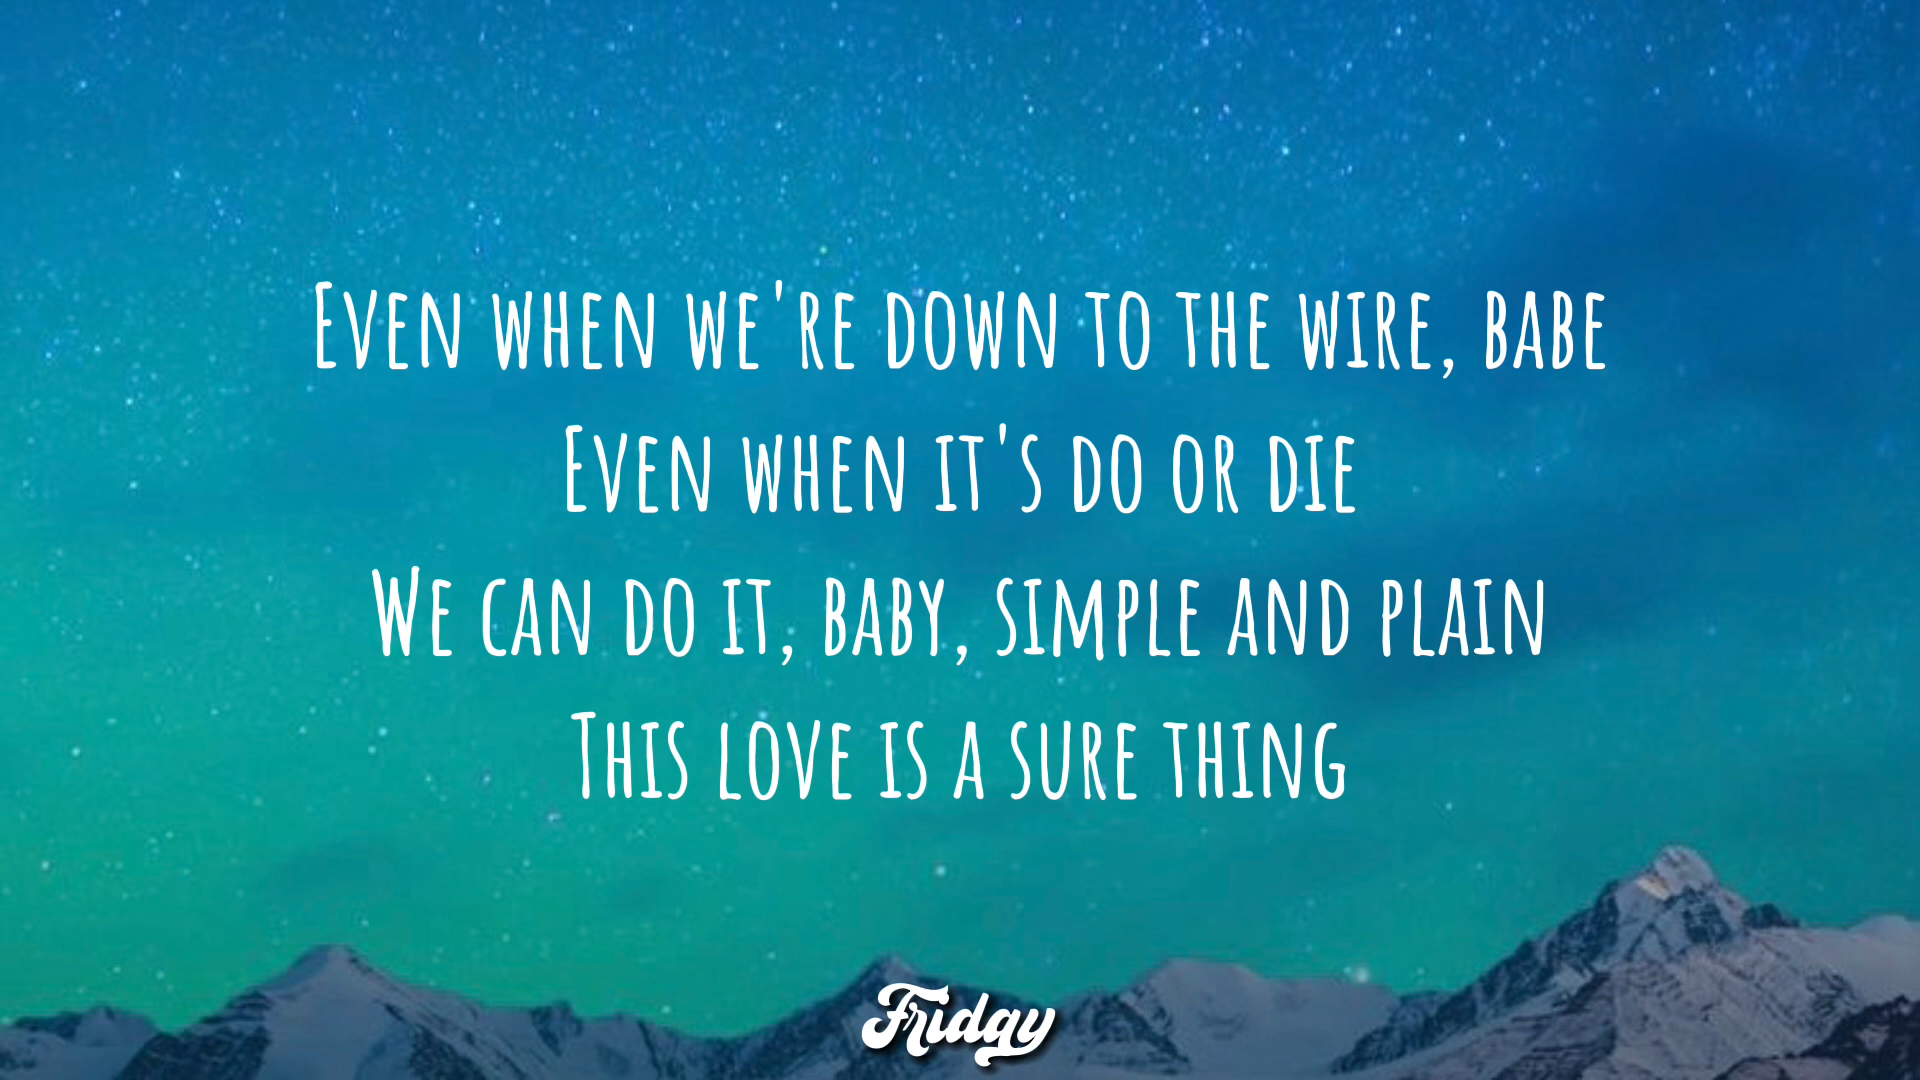 Even when we're down to the wire, babe
Even when it's do or die
We can do it, baby, simple and plain
This love is a sure thing
Friday